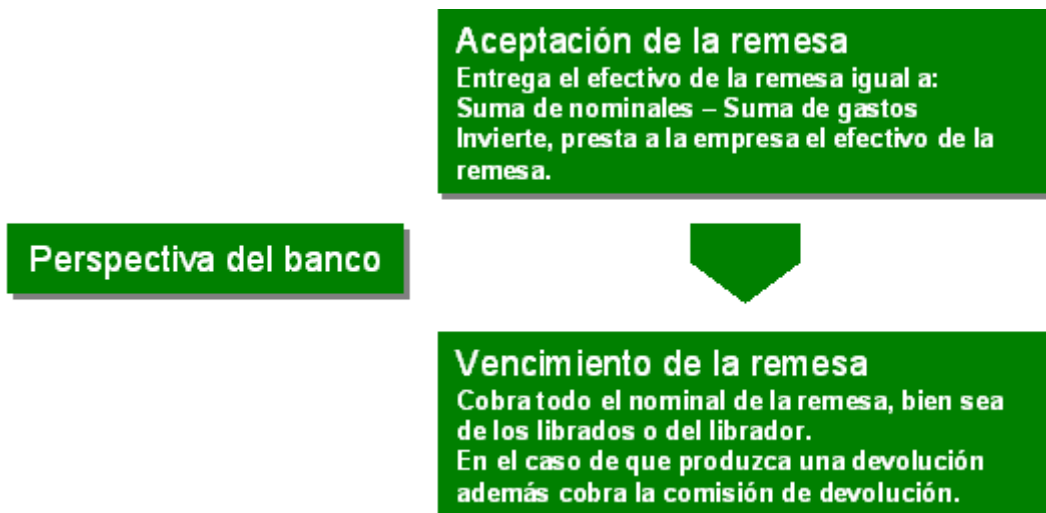 Aceptación de la remesa
Entrega el efectivo de la remesa igual a:
Suma de nominales – Suma de gastos
Invierte, presta a la empresa el efectivo de la
remesa.
Perspectiva del banco
Vencimiento de la remesa
Cobra todo el nominal de la remesa, bien sea
de los librados o del librador.
En el caso de que produzca una devolución
además cobra la comisión de devolución.